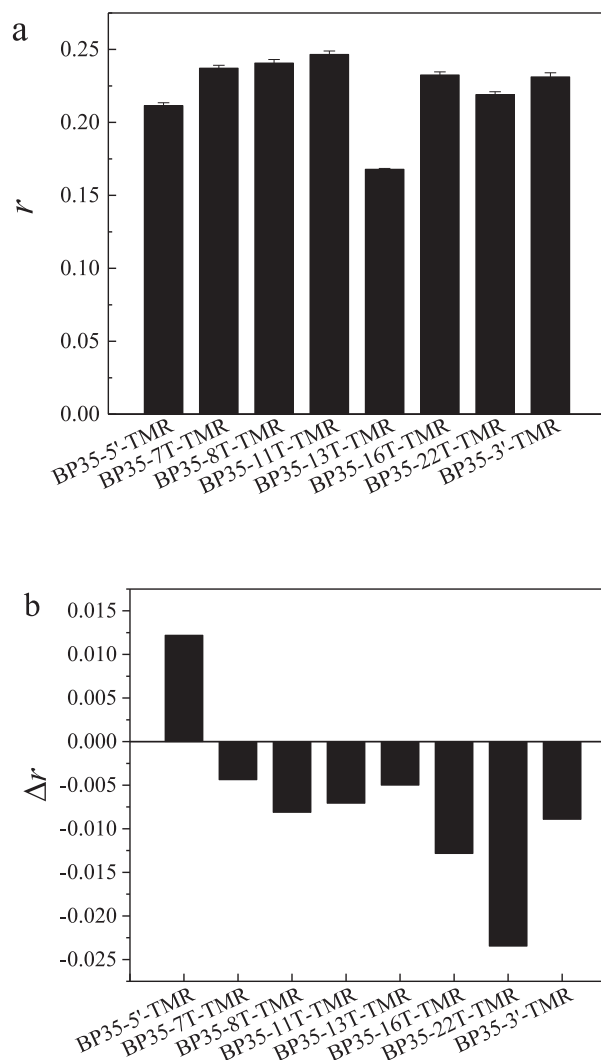 a
0.25
0.20
0.15
0.10
0.05
0.00
r
BP35-5'-TMR
BP35-7T-TMR
BP35-8T-TMR
BP35-11T-TMR
BP35-13T-TMR
BP35-16T-TMR
BP35-22T-TMR
BP35-3'-TMR
b
0.015
0.010
0.005
0.000
-0.005
-0.010
-0.015
-0.020
-0.025
Δr
BP35-5'-TMR
BP35-7T-TMR
BP35-8T-TMR
BP35-11T-TMR
BP35-13T-TMR
BP35-16T-TMR
BP35-22T-TMR
BP35-3'-TMR